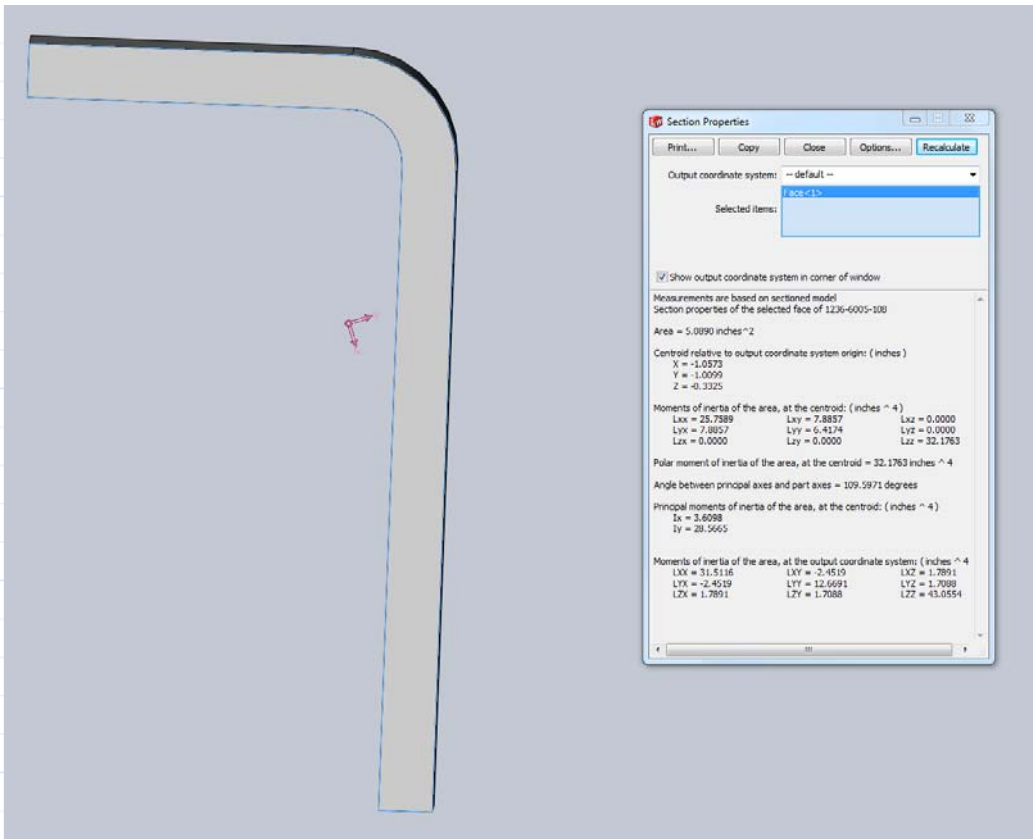 Section Properties
Print... Copy Close Options... Recalculate
Output coordinate system: -- default --
Face<1>
Selected items:
Show output coordinate system in corner of window
Measurements are based on sectioned model
Section properties of the selected face of 1236-6005-108
Area = 5.0890 inches^2
Centroid relative to output coordinate system origin: ( inches )
X = -1.0573
Y = -1.0099
Z = -0.3325
Moments of inertia of the area, at the centroid: ( inches ^ 4 )
Lxx = 25.7589 Lxy = 7.8857 Lxz = 0.0000
Lyx = 7.8857 Lyy = 6.4174 Lyz = 0.0000
Lzx = 0.0000 Lzy = 0.0000 Lzz = 32.1763
Polar moment of inertia of the area, at the centroid = 32.1763 inches ^ 4
Angle between principal axes and part axes = 109.5971 degrees
Principal moments of inertia of the area, at the centroid: ( inches ^ 4 )
Ix = 3.6098
Iy = 28.5665
Moments of inertia of the area, at the output coordinate system: ( inches ^ 4
LXX = 31.5116 LXY = -2.4519 LXZ = 1.7891
LYX = -2.4519 LYY = 12.6691 LYZ = 1.7088
LZX = 1.7891 LZY = 1.7088 LZZ = 43.0554